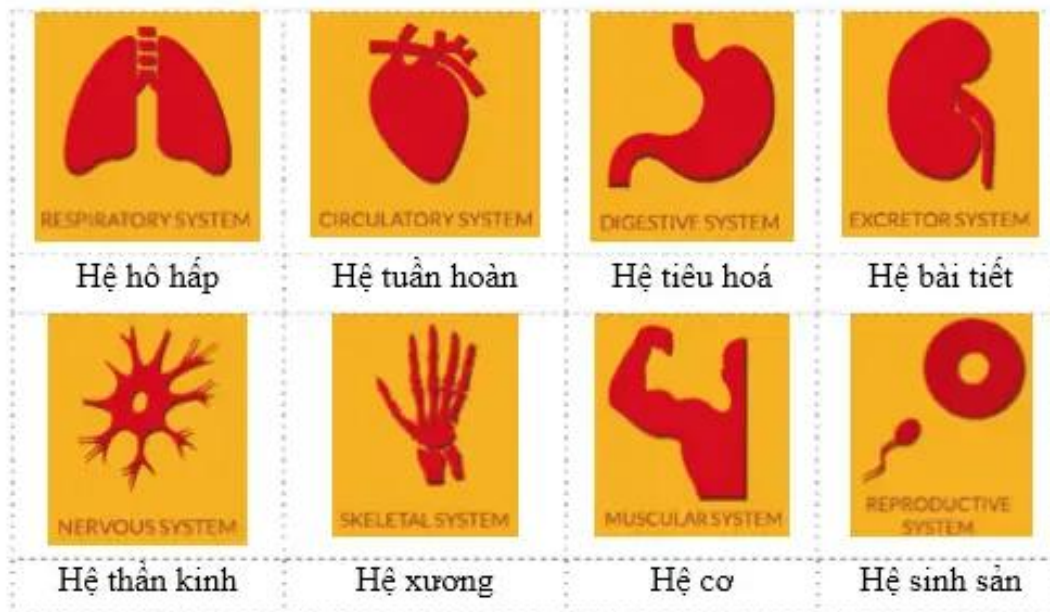 RESPIRATORY SYSTEM
CIRCULATORY SYSTEM
DIGESTIVE SYSTEM
EXCRETOR SYSTEM
Hệ hô hấp
Hệ tuần hoàn
Hệ tiêu hoá
Hệ bài tiết
NERVOUS SYSTEM
SKELETAL SYSTEM
MUSCULAR SYSTEM
REPRODUCTIVE
SYSTEM
Hệ thần kinh
Hệ xương
Hệ cơ
Hệ sinh sản